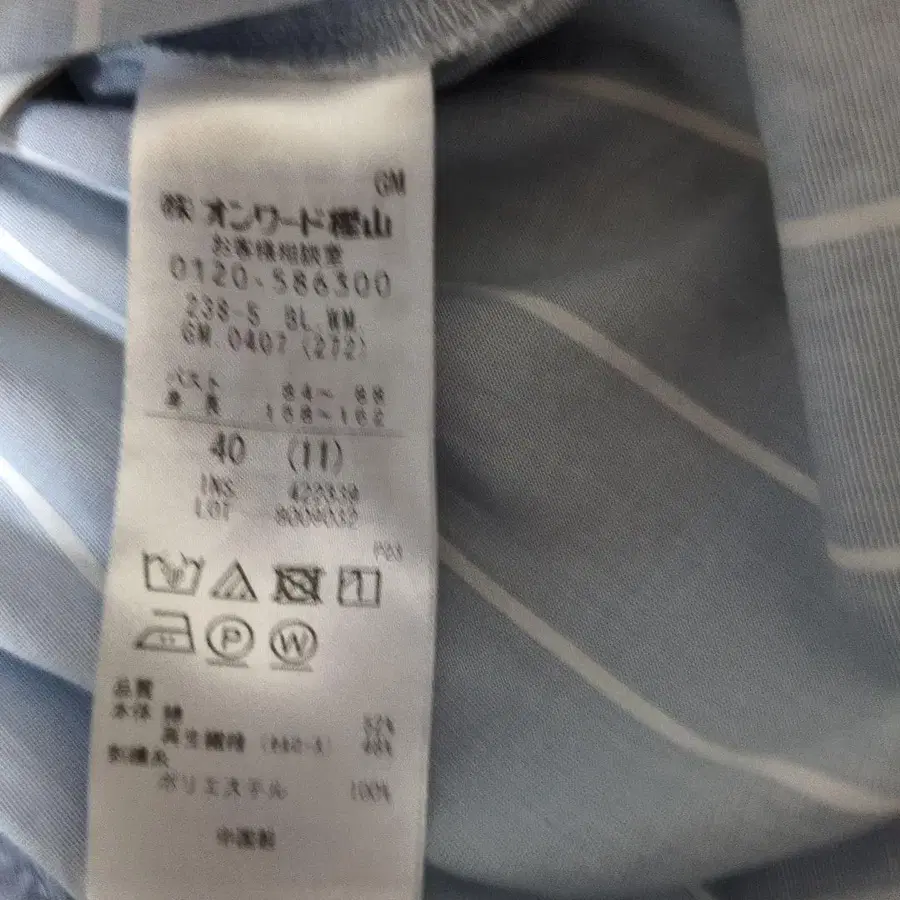 GM
㈱ オンワード樫山
お客様相談室
0120-586300
238-5 BL.WM.
GM.0407 (272)
バスト 84～ 88
身 長 158～162
40 (11)
INS 422339
LOT 8009032
P
W
品質
本体 綿 52%
再生繊維 48%
刺繍糸
ポリエステル 100%
中国製